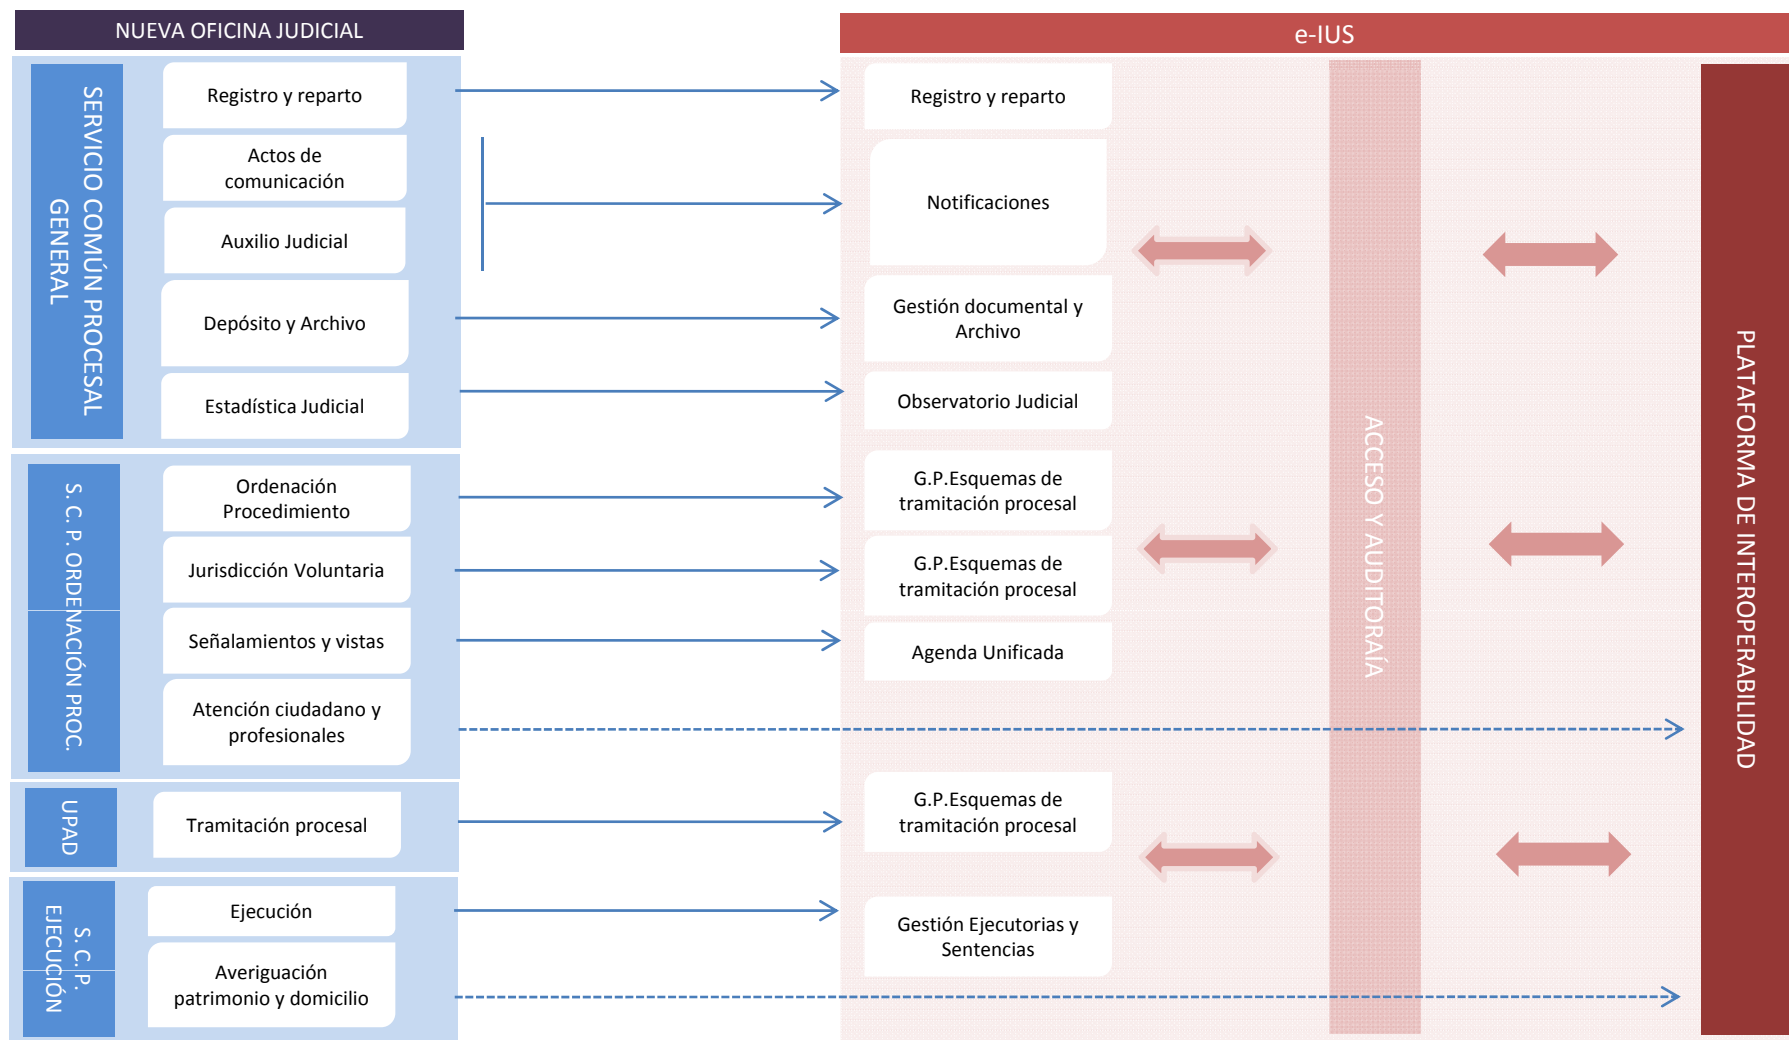 NUEVA OFICINA JUDICIAL
SERVICIO COMÚN PROCESAL
GENERAL
Registro y reparto
Actos de
comunicación
Auxilio Judicial
Depósito y Archivo
Estadística Judicial
S. C. P. ORDENACIÓN PROC.
Ordenación
Procedimiento
Jurisdicción Voluntaria
Señalamientos y vistas
Atención ciudadano y
profesionales
UPAD
Tramitación procesal
S. C. P.
EJECUCIÓN
Ejecución
Averiguación
patrimonio y domicilio
e-IUS
Registro y reparto
Notificaciones
Gestión documental y
Archivo
Observatorio Judicial
G.P.Esquemas de
tramitación procesal
G.P.Esquemas de
tramitación procesal
Agenda Unificada
G.P.Esquemas de
tramitación procesal
Gestión Ejecutorias y
Sentencias
ACCESO Y AUDITORAÍA
PLATAFORMA DE INTEROPERABILIDAD